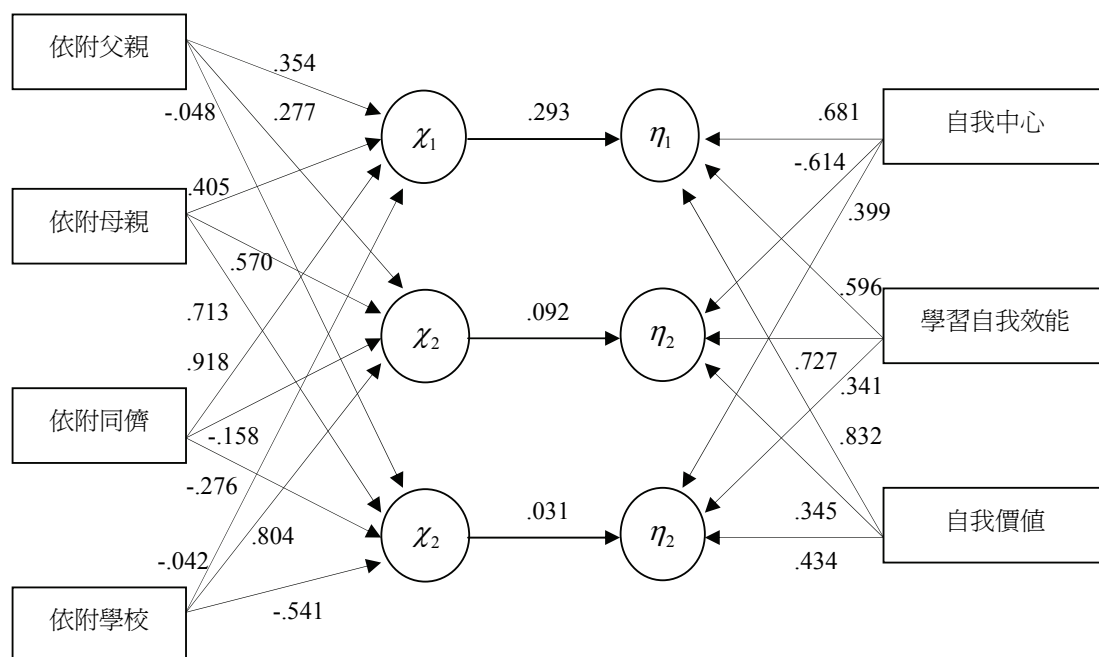 依附父親
.354
-.048
.277
χ1
.293
η1
.681
自我中心
-.614
.405
依附母親
.399
.570
.596
.713
χ2
.092
η2
學習自我效能
.918
.727
.341
依附同儕
-.158
.832
-.276
χ2
.031
η2
.345
自我價值
.804
.434
-.042
-.541
依附學校